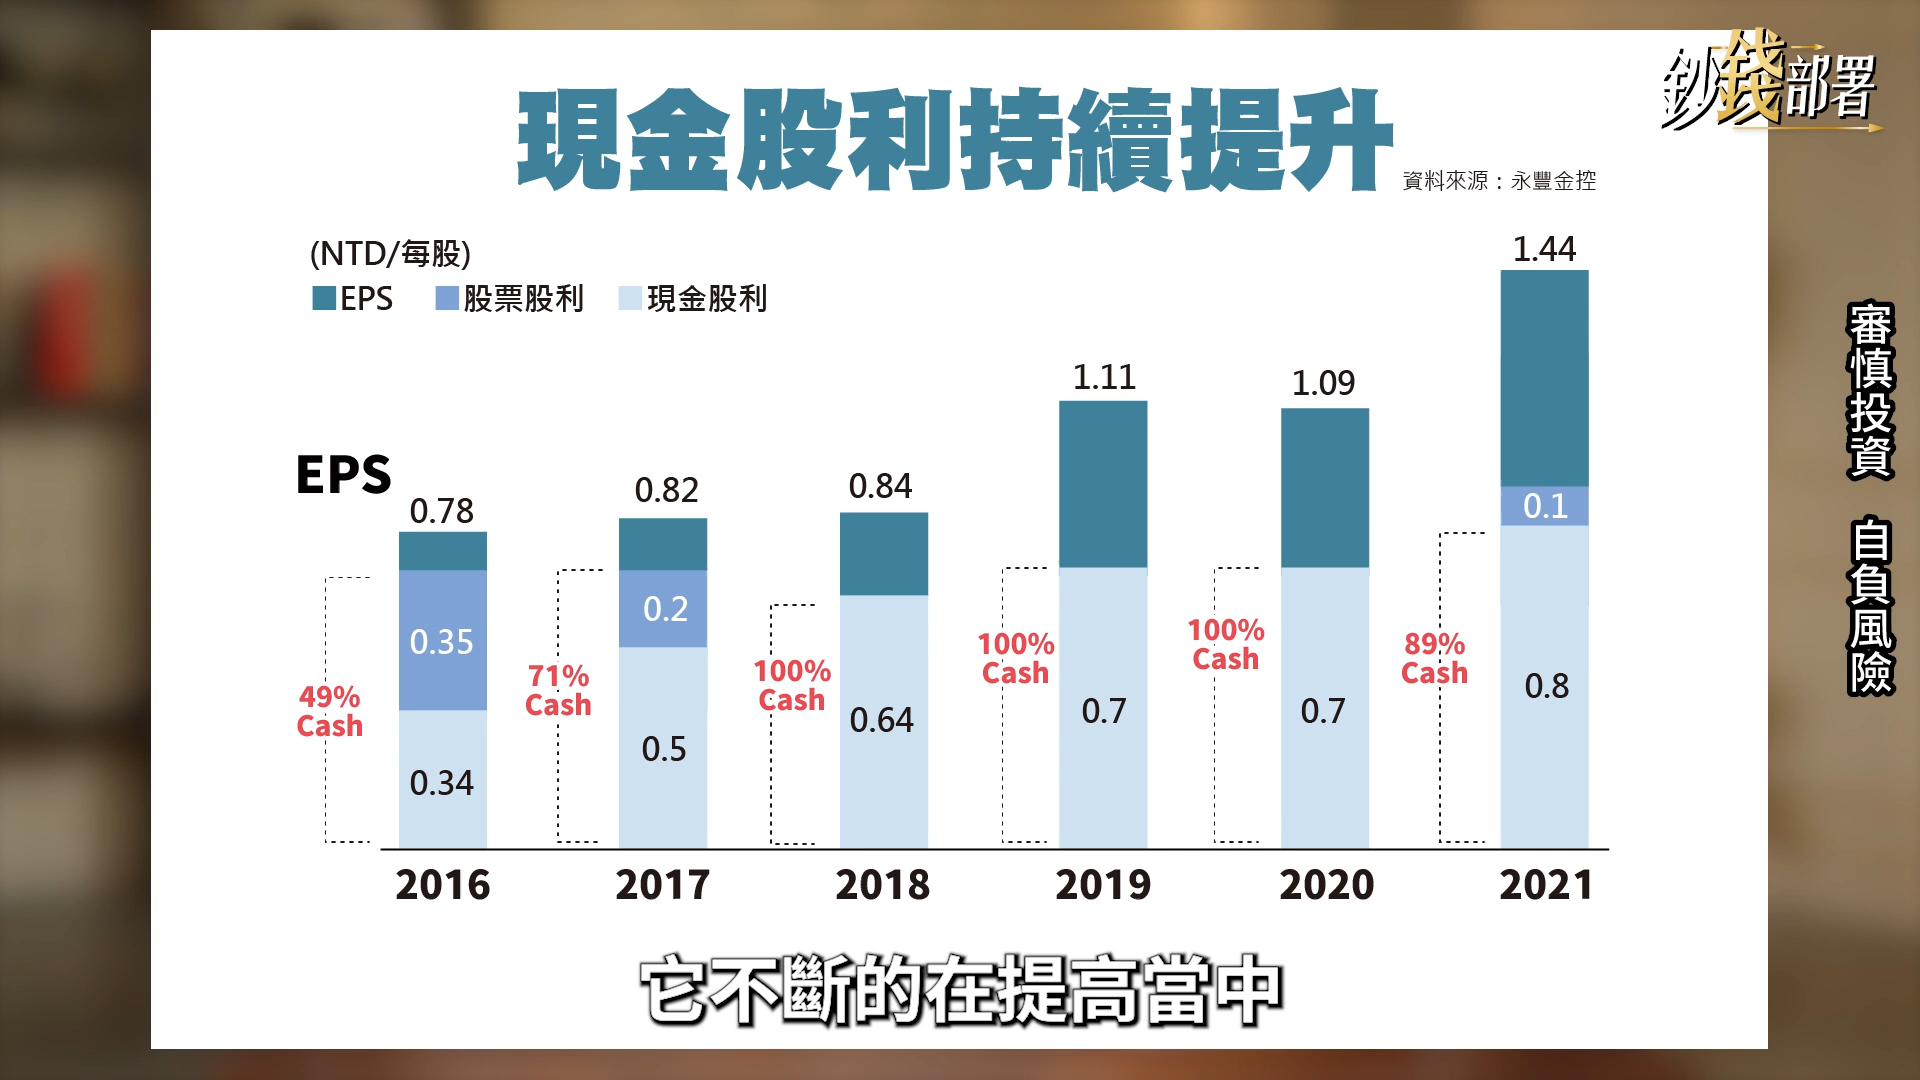 現金股利持續提升
資料來源：永豐金控
鈔錢部署
(NTD/每股)
EPS 股票股利 現金股利
EPS
0.78 0.82 0.84 1.11 1.09 1.44
0.35 0.2 0.1
49% Cash
71% Cash
100% Cash
100% Cash
100% Cash
89% Cash
0.34 0.5 0.64 0.7 0.7 0.8
2016 2017 2018 2019 2020 2021
審慎投資 自負風險
它不斷的在提高當中